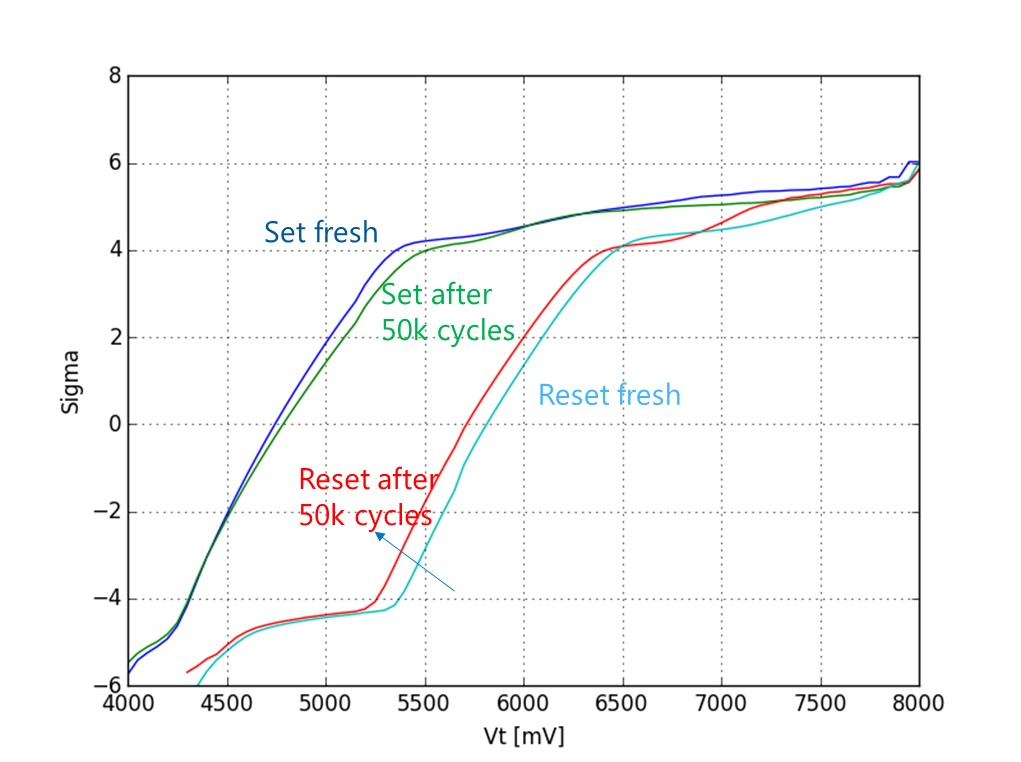 8
6
4
2
0
−2
−4
−6
Sigma
Set fresh
Set after
50k cycles
Reset fresh
Reset after
50k cycles
4000 4500 5000 5500 6000 6500 7000 7500 8000
Vt [mV]